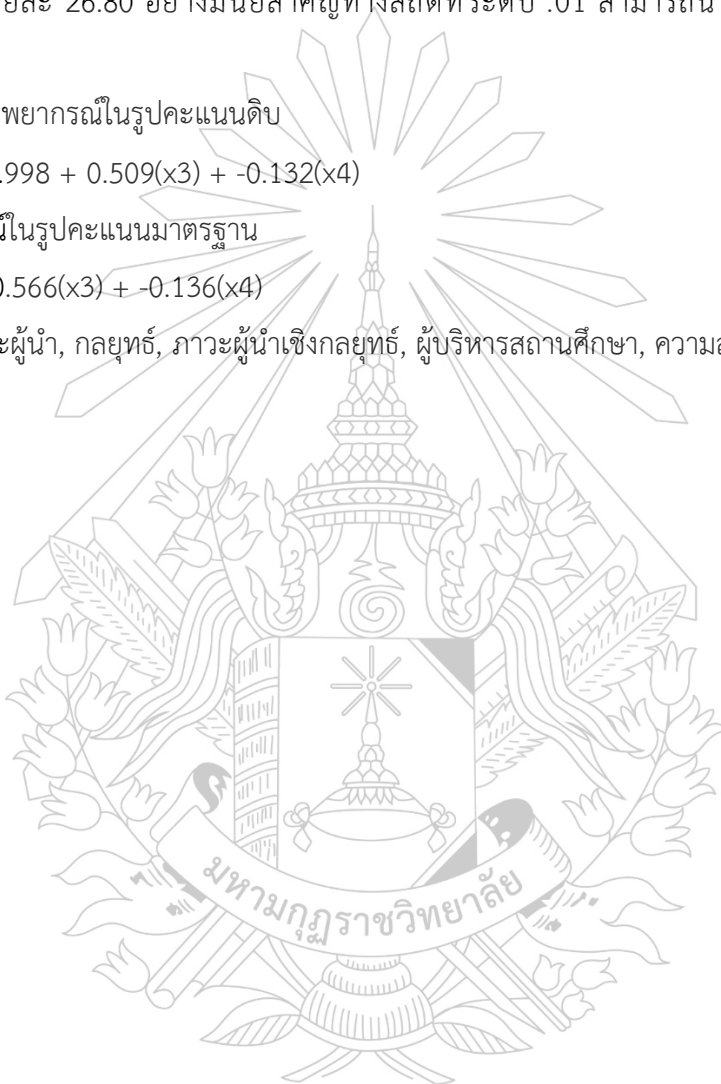 ยละ 26.80 อย่างมีนัยสำคัญทางสถิติที่ระดับ .01 สามารถน
พยากรณ์ในรูปคะแนนดิบ
.998 + 0.509(x3) + -0.132(x4)
น์ในรูปคะแนนมาตรฐาน
0.566(x3) + -0.136(x4)
ะผู้นำ, กลยุทธ์, ภาวะผู้นำเชิงกลยุทธ์, ผู้บริหารสถานศึกษา, ความส
มหามกุฏราชวิทยาลัย